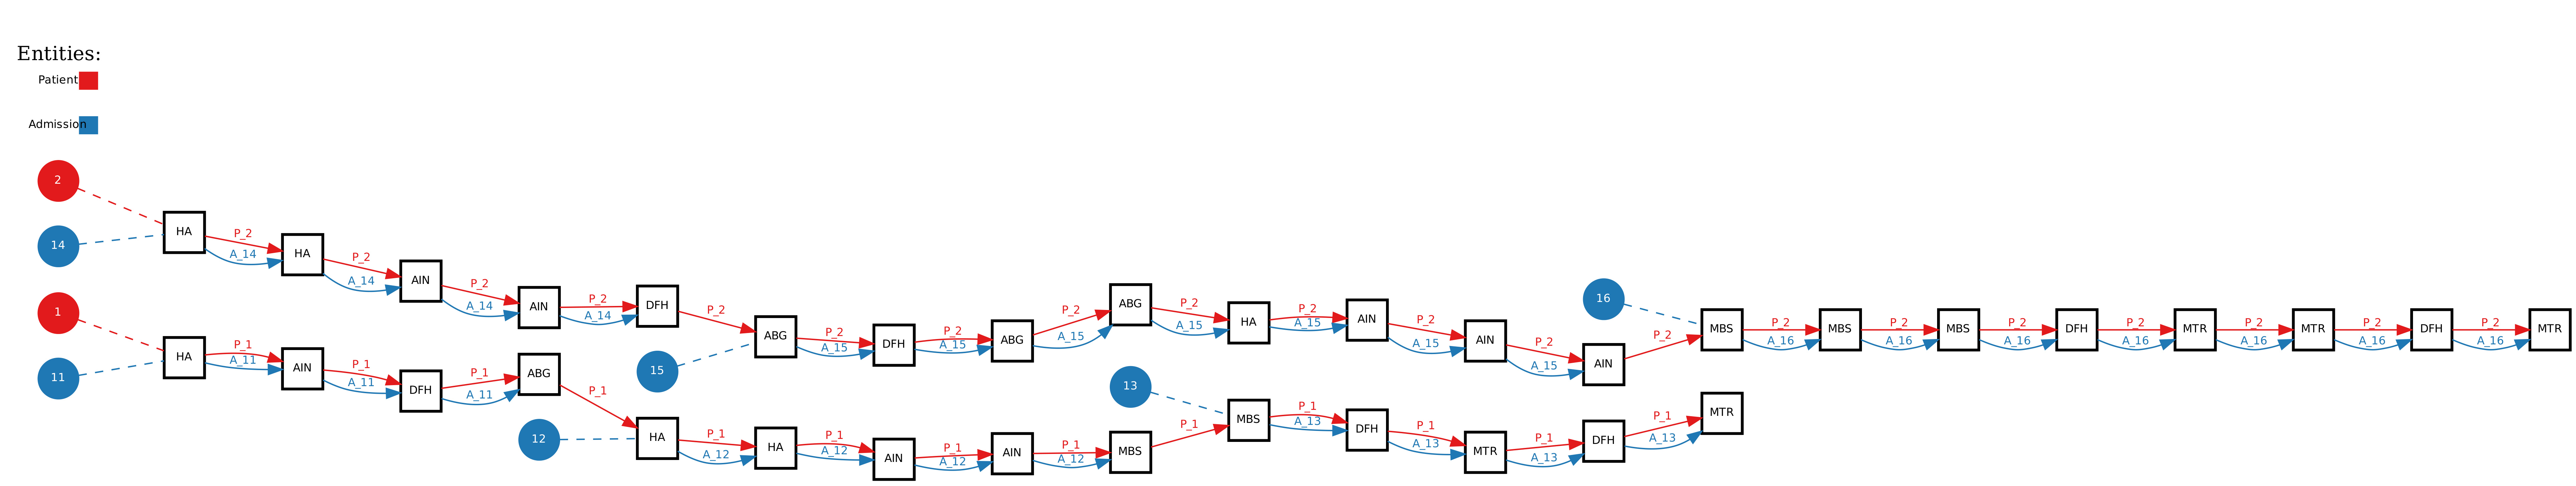 Entities:
Patient
Admission
2
14
HA
P_2
A_14
HA
P_2
A_14
AIN
P_2
A_14
AIN
P_2
A_14
DFH
P_2
15
ABG
P_2
A_15
DFH
P_2
A_15
ABG
P_2
A_15
ABG
P_2
A_15
HA
P_2
A_15
AIN
P_2
A_15
AIN
P_2
A_15
AIN
P_2
16
MBS
P_2
A_16
MBS
P_2
A_16
MBS
P_2
A_16
DFH
P_2
A_16
MTR
P_2
A_16
MTR
P_2
A_16
DFH
P_2
A_16
MTR
1
11
HA
P_1
A_11
AIN
P_1
A_11
DFH
P_1
A_11
ABG
P_1
12
HA
P_1
A_12
HA
P_1
A_12
AIN
P_1
A_12
AIN
P_1
A_12
MBS
P_1
13
MBS
P_1
A_13
DFH
P_1
A_13
MTR
P_1
A_13
DFH
P_1
A_13
MTR